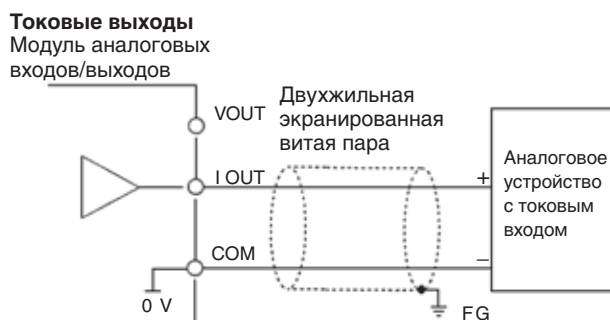 Токовые выходы
Модуль аналоговых
входов/выходов
VOUT
Двухжильная
экранированная
витая пара
I OUT
+
Аналоговое
устройство
с токовым
входом
COM
–
0 V
FG